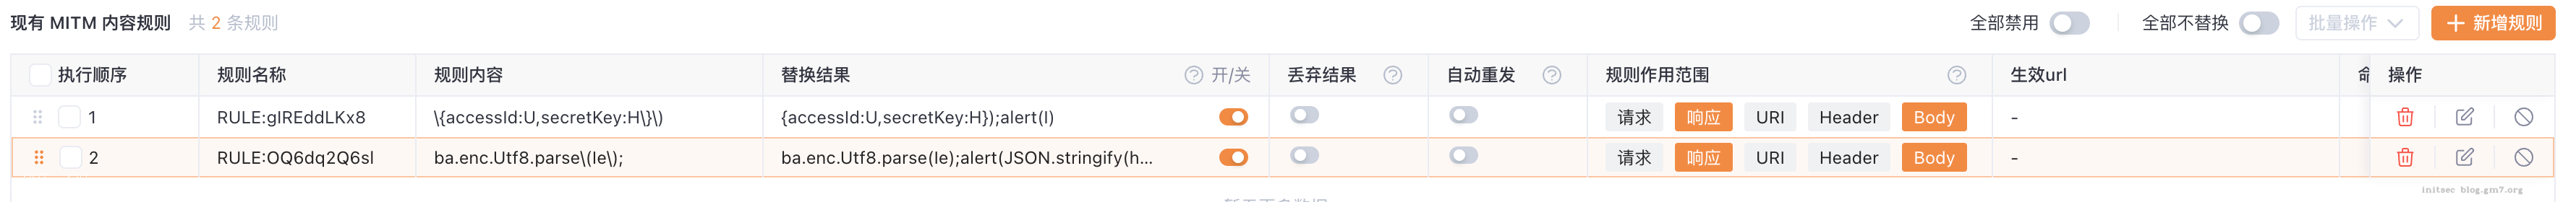 现有 MITM 内容规则 共 2 条规则 全部禁用 全部不替换 批量操作 新增规则
执行顺序 规则名称 规则内容 替换结果 开/关 丢弃结果 自动重发 规则作用范围 生效url 操作
1 RULE:gIREddLKx8 \{accessId:U,secretKey:H\}\) {accessId:U,secretKey:H});alert(l) 请求 响应 URI Header Body - 
2 RULE:OQ6dq2Q6sl ba.enc.Utf8.parse\(le\); ba.enc.Utf8.parse(le);alert(JSON.stringify(h... 请求 响应 URI Header Body -
initsec blog.gm7.org